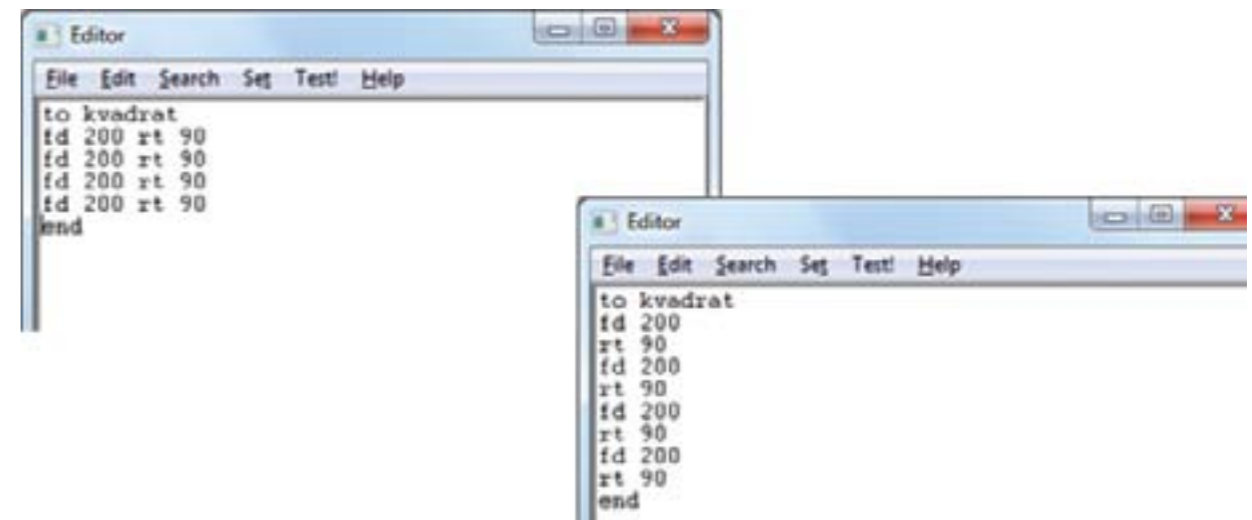 Editor
File Edit Search Set Test! Help
to kvadrat
fd 200 rt 90
fd 200 rt 90
fd 200 rt 90
fd 200 rt 90
end
Editor
File Edit Search Set Test! Help
to kvadrat
fd 200
rt 90
fd 200
rt 90
fd 200
rt 90
fd 200
rt 90
end